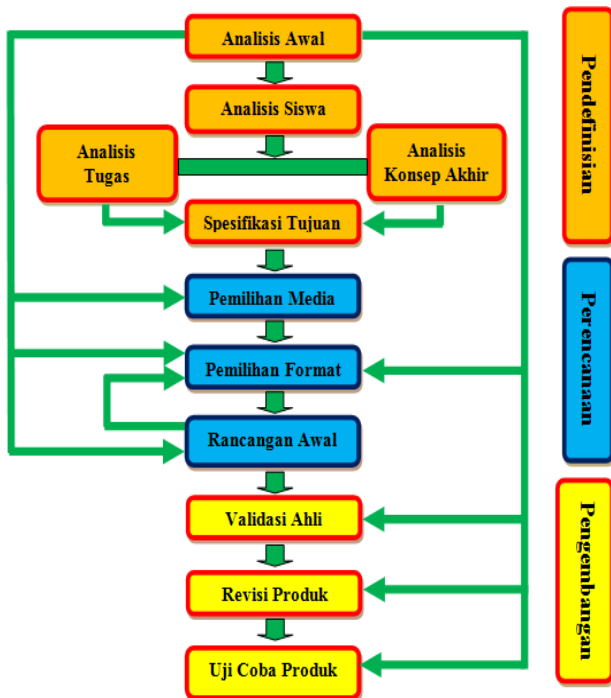 Analisis Awal
Analisis Siswa
Analisis
Tugas
Analisis
Konsep Akhir
Spesifikasi Tujuan
Pemilihan Media
Pemilihan Format
Rancangan Awal
Validasi Ahli
Revisi Produk
Uji Coba Produk
Pendefinisian
Perencanaan
Pengembangan